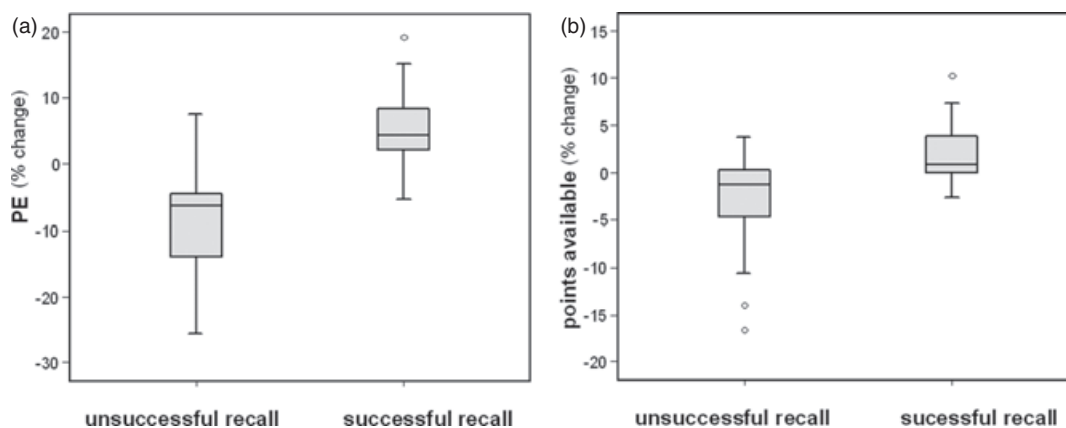 (a)
PE (% change)
20
10
0
-10
-20
-30
unsuccessful recall
successful recall
(b)
points available (% change)
15
10
5
0
-5
-10
-15
-20
unsuccessful recall
sucessful recall